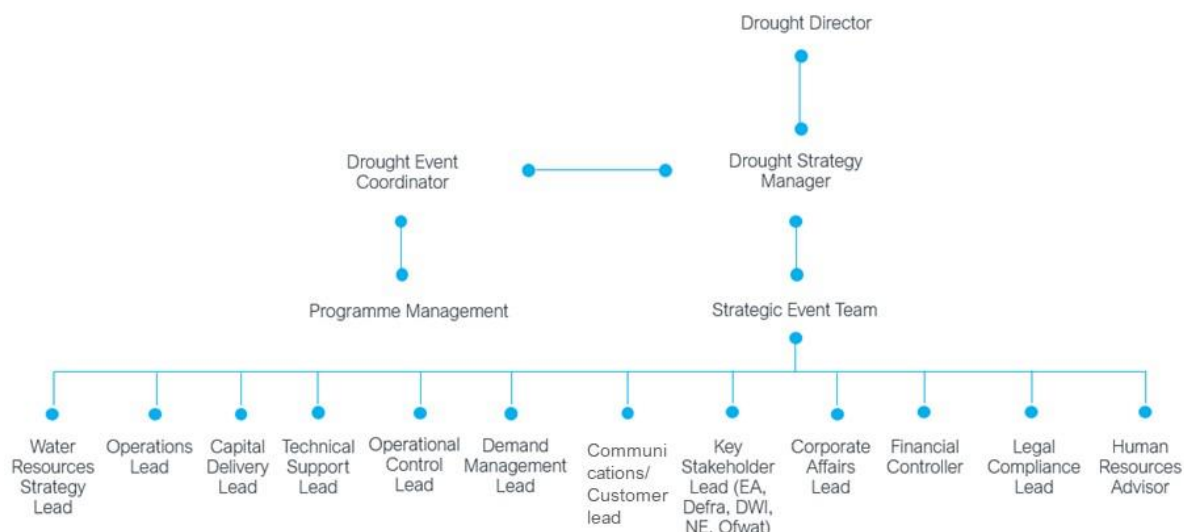 Drought Director
Drought Event
Coordinator
Drought Strategy
Manager
Programme Management
Strategic Event Team
Water
Resources
Strategy
Lead
Operations
Lead
Capital
Delivery
Lead
Technical
Support
Lead
Operational
Control
Lead
Demand
Management
Lead
Communi
cations/
Customer
lead
Key
Stakeholder
Lead (EA,
Defra, DWI,
NE, Ofwat)
Corporate
Affairs
Lead
Financial
Controller
Legal
Compliance
Lead
Human
Resources
Advisor